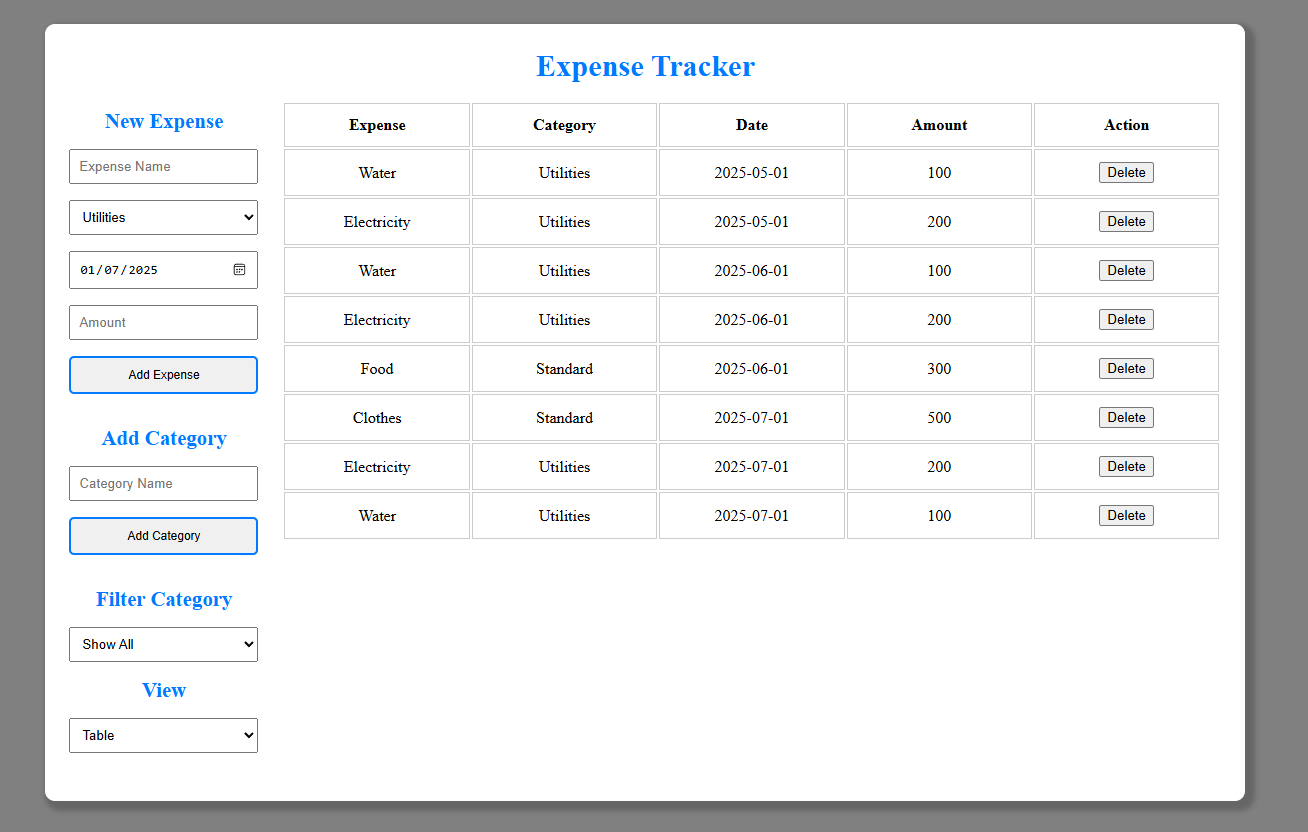 Expense Tracker
New Expense
Expense Name
Utilities
01/07/2025
Amount
Add Expense
Add Category
Category Name
Add Category
Filter Category
Show All
View
Table
Expense Category Date Amount Action
Water Utilities 2025-05-01 100 Delete
Electricity Utilities 2025-05-01 200 Delete
Water Utilities 2025-06-01 100 Delete
Electricity Utilities 2025-06-01 200 Delete
Food Standard 2025-06-01 300 Delete
Clothes Standard 2025-07-01 500 Delete
Electricity Utilities 2025-07-01 200 Delete
Water Utilities 2025-07-01 100 Delete